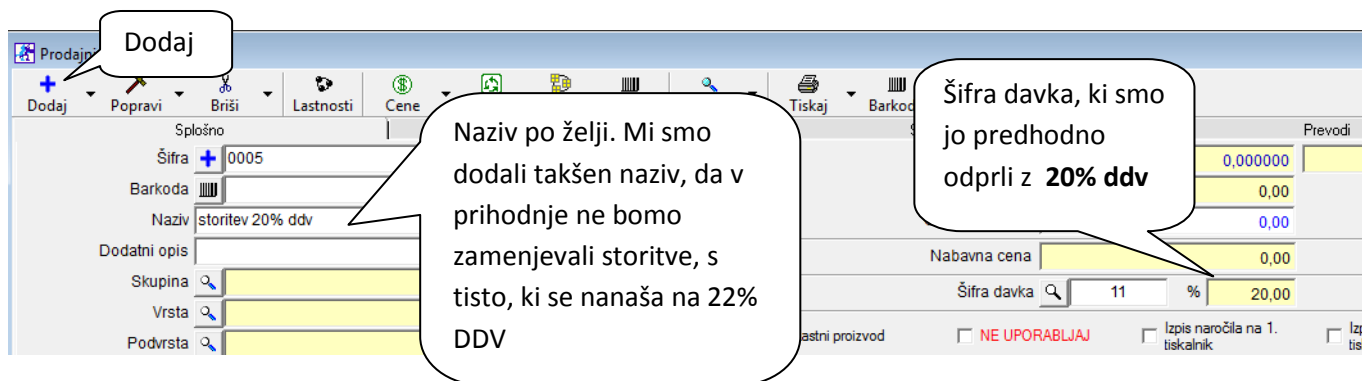 Dodaj
Prodajni
Dodaj Popravi Briši Lastnosti Cene Tiskaj
Splošno Prevodi
Šifra 0005 0,000000
Barkoda 0,00
Naziv storitev 20% ddv 0,00
Dodatni opis
Nabavna cena 0,00
Skupina
Šifra davka 11 % 20,00
Vrsta
Podvrsta
NE UPORABLJAJ
Izpis naročila na 1.
tiskalnik
Naziv po želji. Mi smo
dodali takšen naziv, da v
prihodnje ne bomo
zamenjevali storitve, s
tisto, ki se nanaša na 22%
DDV
Šifra davka, ki smo
jo predhodno
odprli z 20% ddv